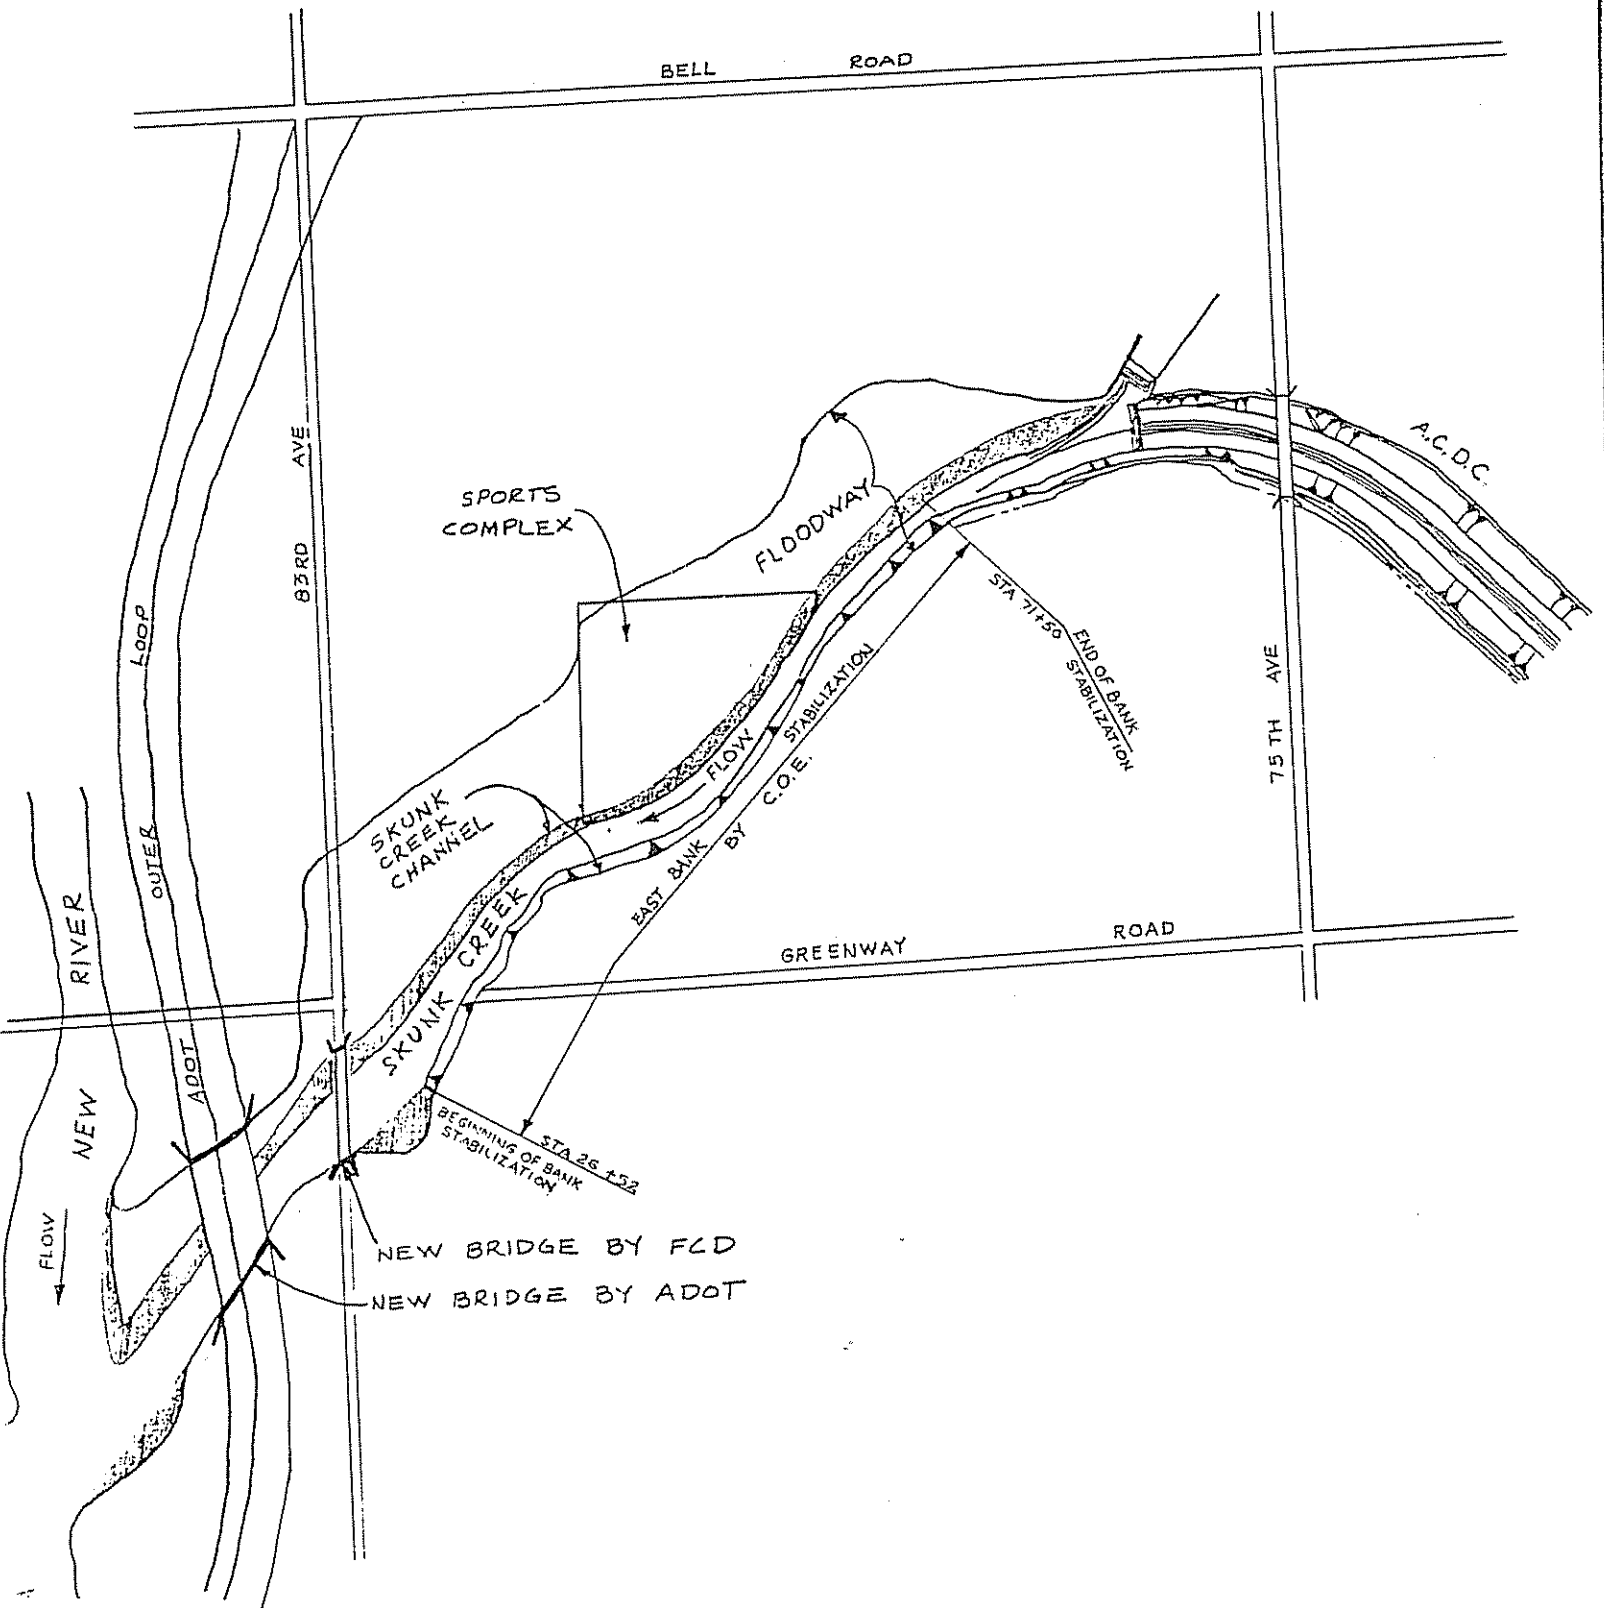 BELL ROAD
A.C.D.C.
83RD AVE
SPORTS
COMPLEX
FLOODWAY
STA 71+50
END OF BANK
STABILIZATION
75TH AVE
LOOP
OUTER
ADOT
FLOW
EAST BANK STABILIZATION
BY C.O.E.
SKUNK
CREEK
CHANNEL
SKUNK CREEK
GREENWAY ROAD
NEW RIVER
FLOW
STA 26+52
BEGINNING OF BANK
STABILIZATION
NEW BRIDGE BY FCD
NEW BRIDGE BY ADOT